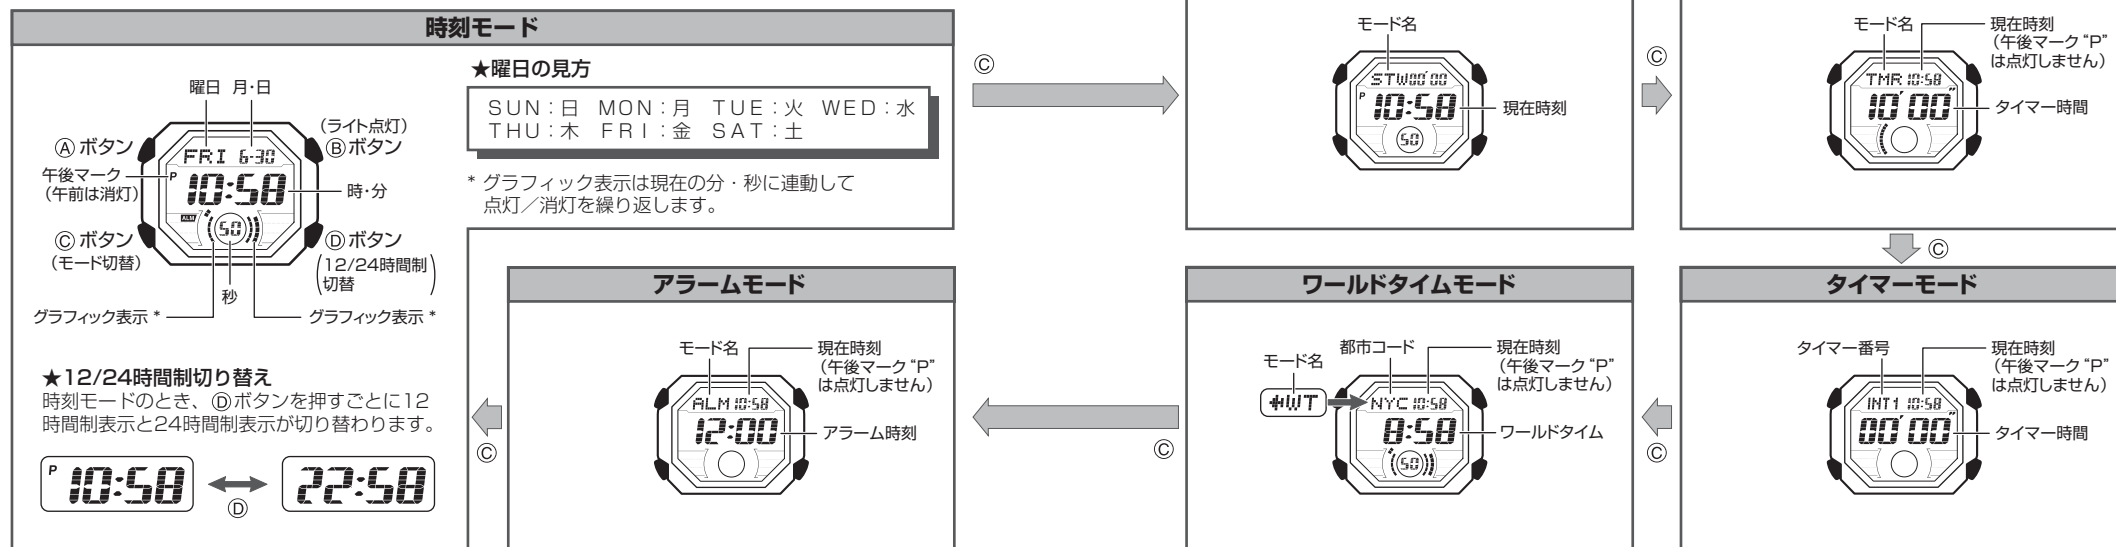 時刻モード
曜日 月・日
Ⓐ ボタン
(ライト点灯)
Ⓑ ボタン
午後マーク
(午前は消灯)
FRI 6-30
P
10:58
時・分
ALM
50
Ⓒ ボタン
(モード切替)
Ⓓ ボタン
(12/24時間制
切替)
秒
グラフィック表示 *
グラフィック表示 *
★曜日の見方
SUN:日 MON:月 TUE:火 WED:水
THU:木 FRI:金 SAT:土
* グラフィック表示は現在の分・秒に連動して
点灯/消灯を繰り返します。
★12/24時間制切り替え
時刻モードのとき、Ⓓボタンを押すごとに12
時間制表示と24時間制表示が切り替わります。
P 10:58
Ⓓ
22:58
Ⓒ
モード名
STW00'00
P
10:58
50
現在時刻
Ⓒ
モード名
現在時刻
(午後マーク“P”
は点灯しません)
TMR 10:58
10'00"
タイマー時間
Ⓒ
タイマーモード
タイマー番号
現在時刻
(午後マーク“P”
は点灯しません)
INT1 10:58
00'00"
タイマー時間
Ⓒ
ワールドタイムモード
モード名
都市コード
現在時刻
(午後マーク“P”
は点灯しません)
WT
NYC 10:58
8:58
50
ワールドタイム
Ⓒ
アラームモード
モード名
現在時刻
(午後マーク“P”
は点灯しません)
ALM 10:58
12:00
アラーム時刻
Ⓒ